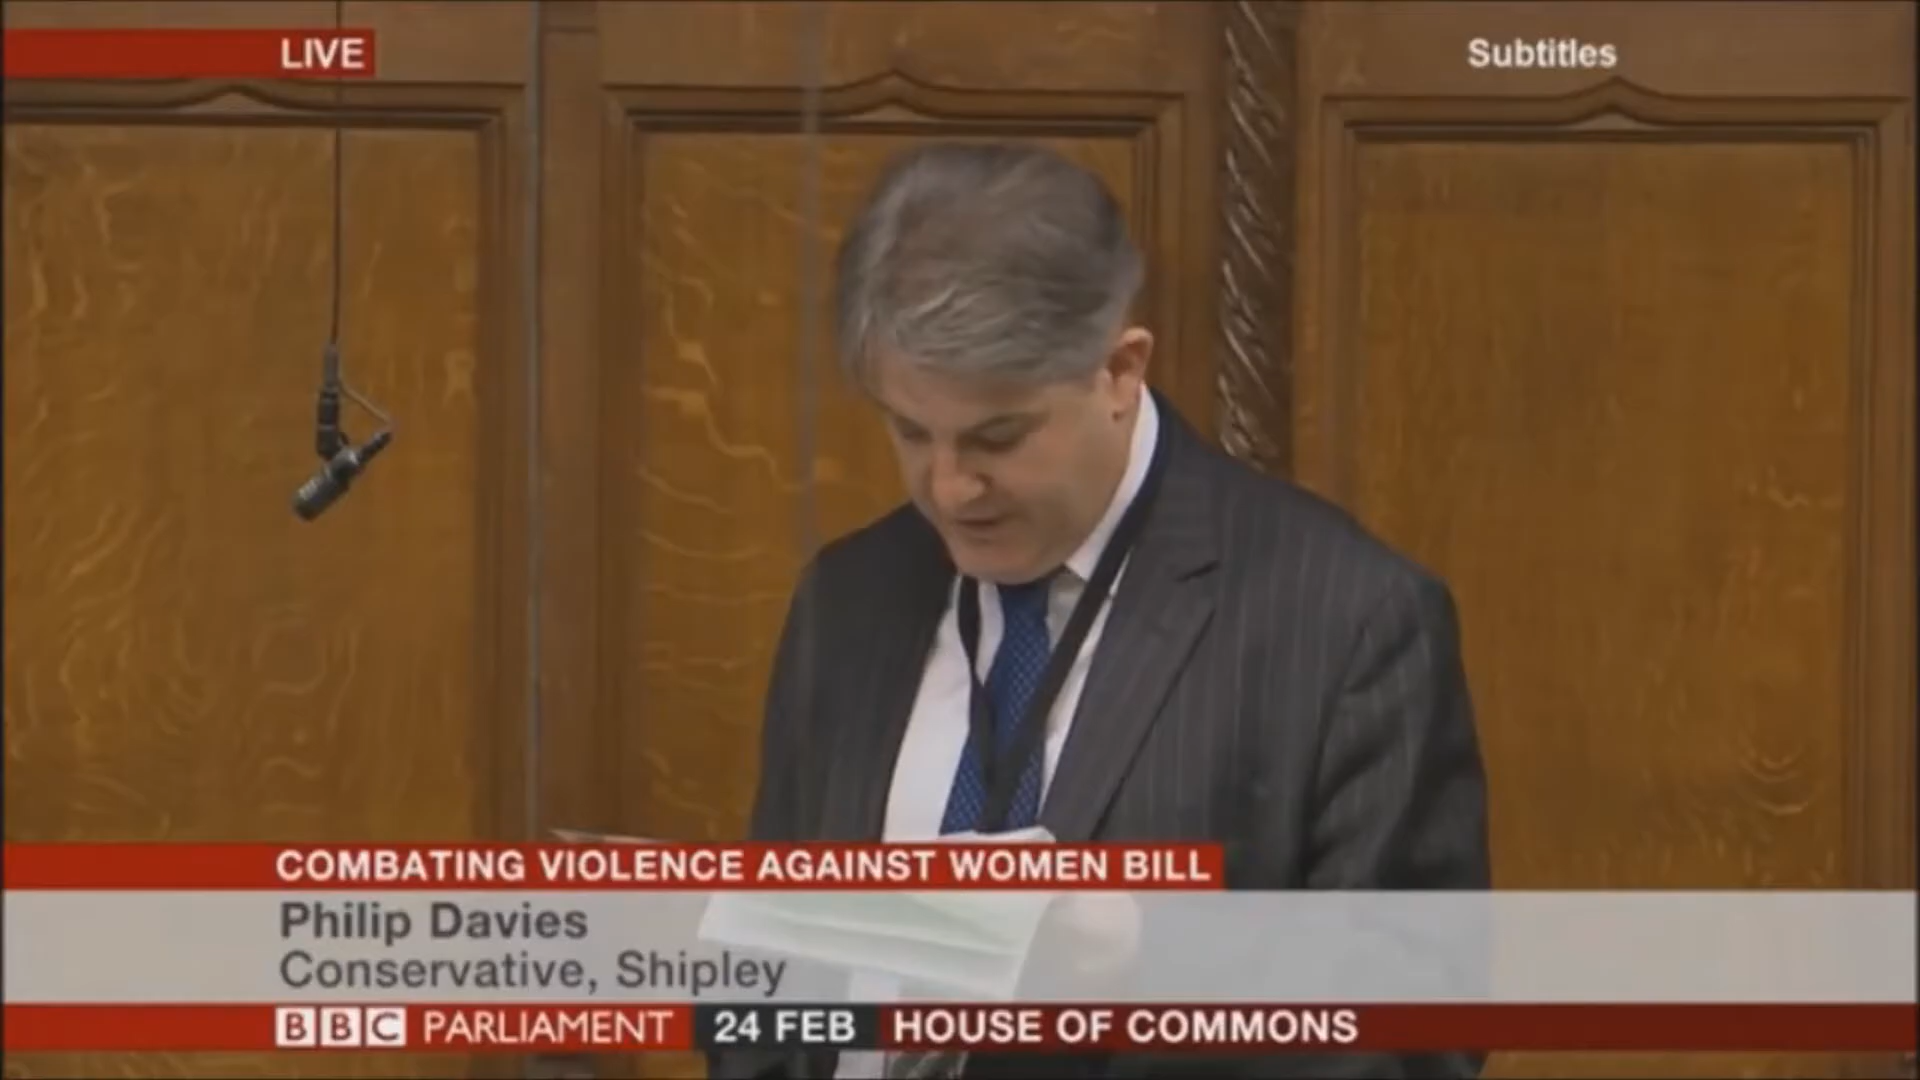 LIVE
Subtitles
COMBATING VIOLENCE AGAINST WOMEN BILL
Philip Davies
Conservative, Shipley
BBC PARLIAMENT 24 FEB HOUSE OF COMMONS